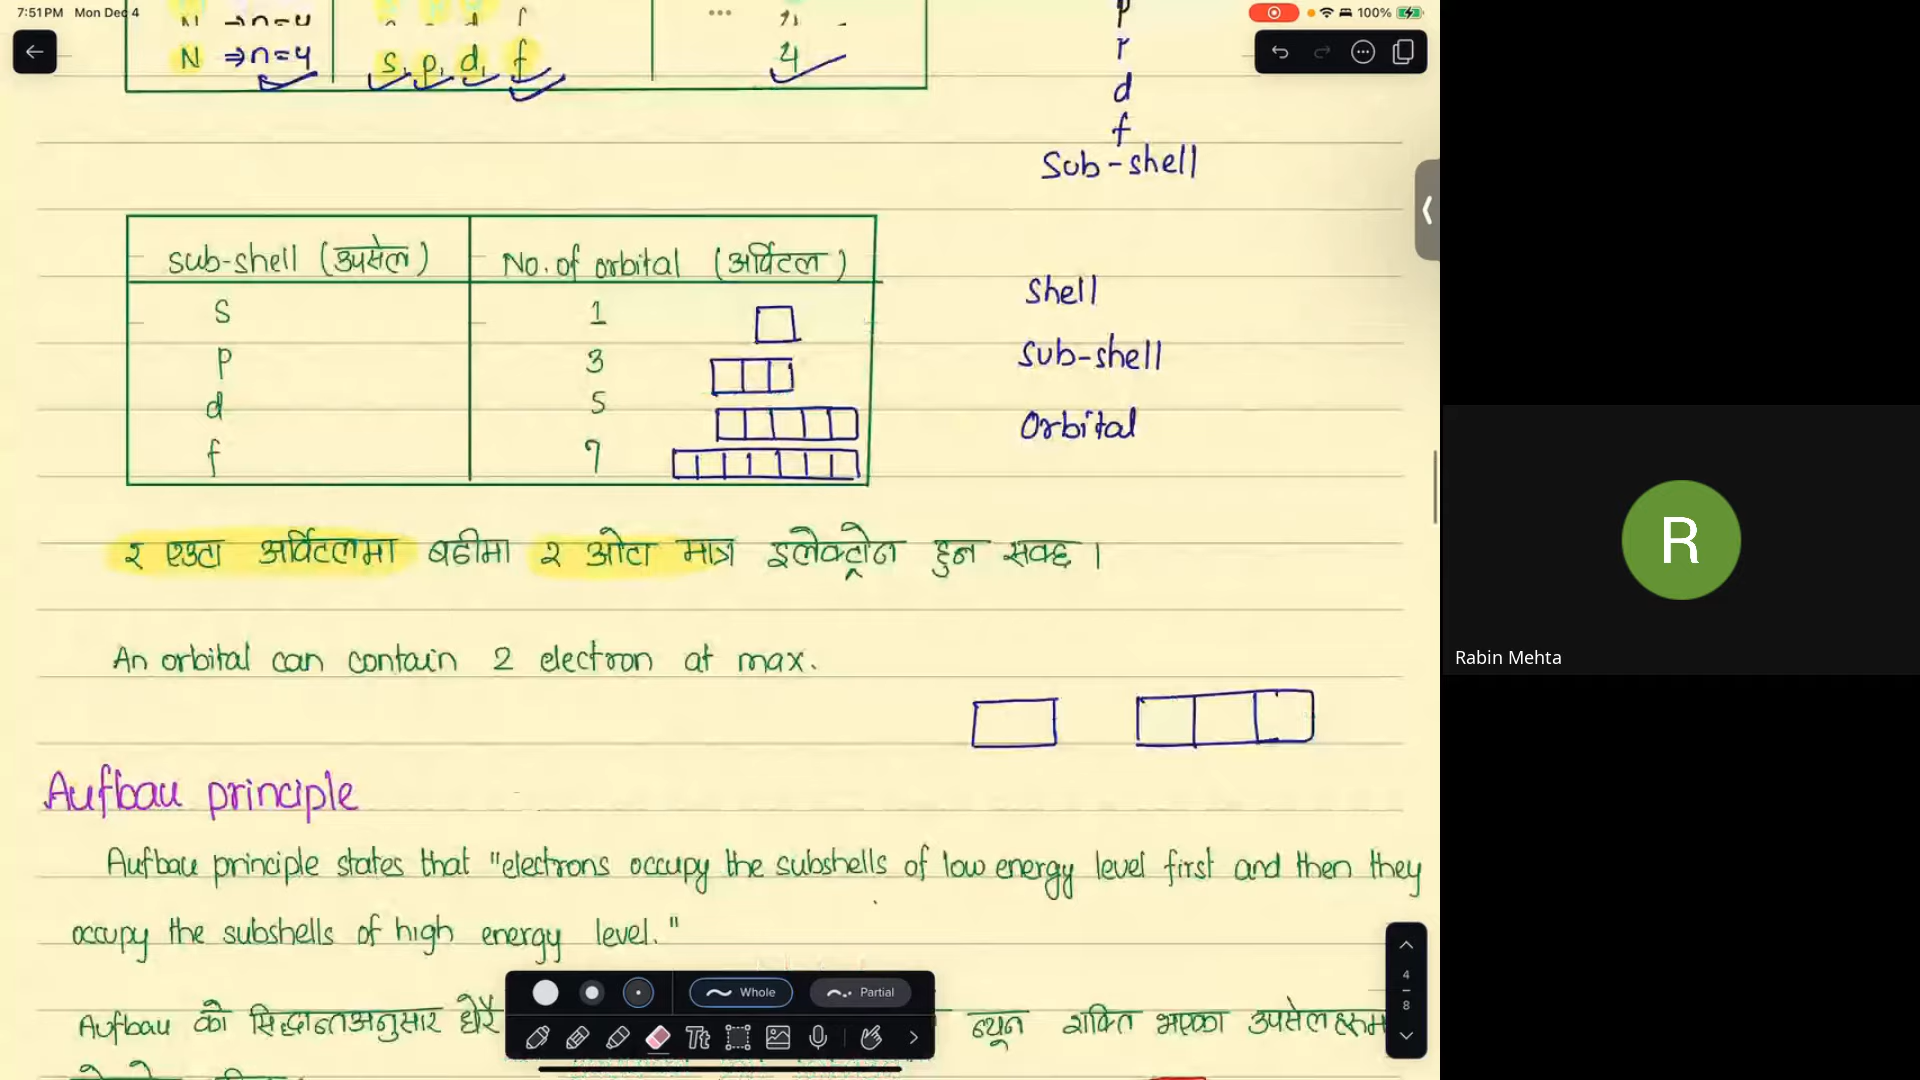 7:51 PM Mon Dec 4
100%
N ⇒ n=4 s, p, d, f 4
p
r
d
f
Sub-shell
sub-shell (उपसेल) No. of orbital (अर्विटल)
S 1
p 3
d 5
f 7
Shell
Sub-shell
Orbital
१ एउटा अर्विटलमा बढीमा २ ओटा मात्र इलेक्ट्रोन हुन सक्छ ।
An orbital can contain 2 electron at max.
Aufbau principle
Aufbau principle states that "electrons occupy the subshells of low energy level first and then they
occupy the subshells of high energy level."
Aufbau को सिद्धान्तअनुसार न्यून शक्ति भएका
Whole Partial
Tt
4
8
R
Rabin Mehta